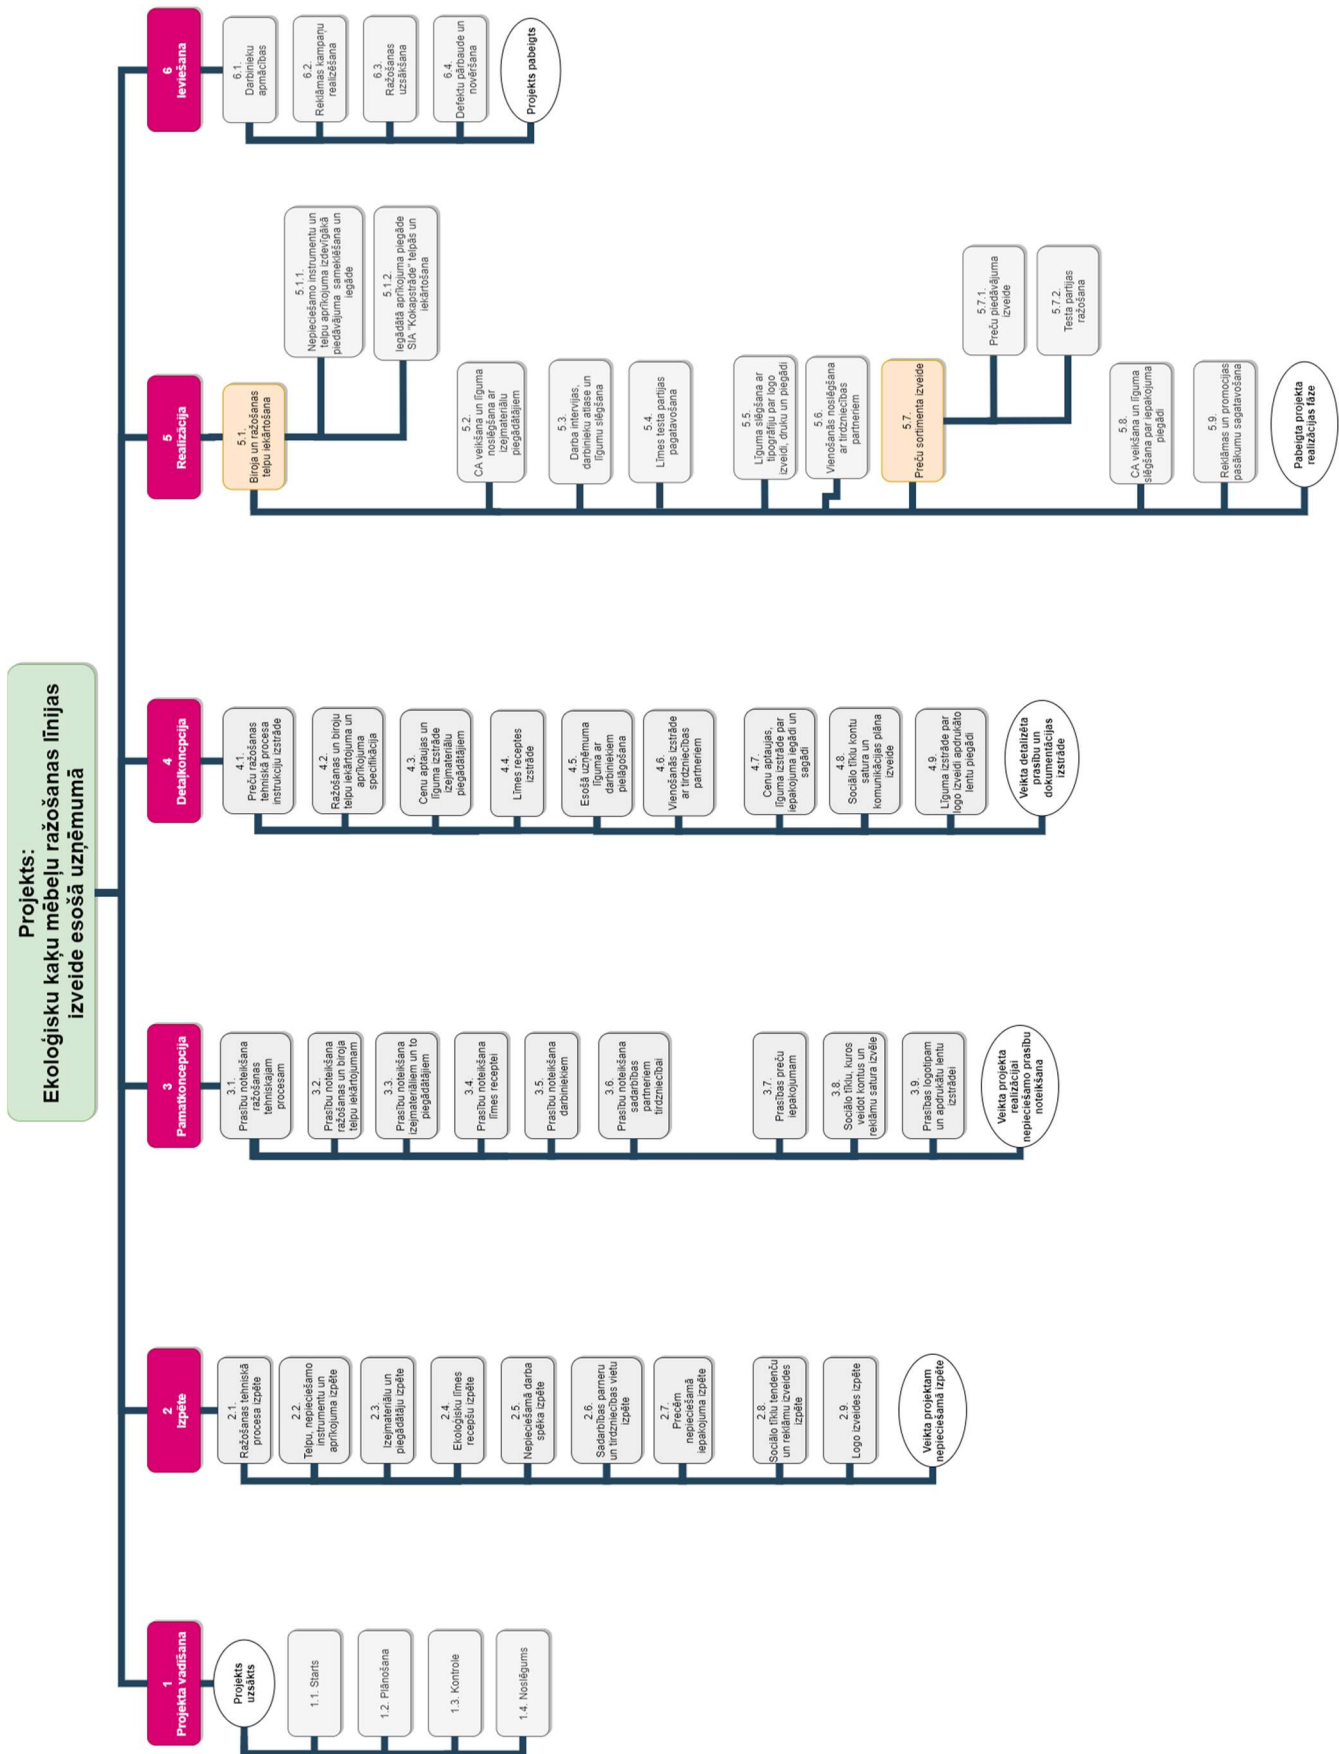 Projekts:
Ekoloģisku kaķu mēbeļu ražošanas līnijas
izveide esošā uzņēmumā
1
Projekta vadīšana
Projekts
uzsākts
1.1. Starts
1.2. Plānošana
1.3. Kontrole
1.4. Noslēgums
2
Izpēte
2.1.
Ražošanas tehniskā
procesa izpēte
2.2.
Telpu, nepieciešamo
instrumentu un
aprīkojuma izpēte
2.3.
Izejmateriālu un
piegādātāju izpēte
2.4.
Ekoloģisku līmes
recepšu izpēte
2.5.
Nepieciešamā darba
spēka izpēte
2.6.
Sadarbības parneru
un tirdzniecības vietu
izpēte
2.7.
Precēm
nepieciešamā
iepakojuma izpēte
2.8.
Sociālo tīklu tendenču
un reklāmu izveides
izpēte
2.9.
Logo izveides izpēte
Veikta projektam
nepieciešamā izpēte
3
Pamatkoncepcija
3.1.
Prasību noteikšana
ražošanas
tehniskajam
procesam
3.2.
Prasību noteikšana
ražošanas un biroja
telpu iekārtojumam
3.3.
Prasību noteikšana
izejmateriāliem un to
piegādātājiem
3.4.
Prasību noteikšana
līmes receptei
3.5.
Prasību noteikšana
darbiniekiem
3.6.
Prasību noteikšana
sadarbības
partneriem
tirdzniecībai
3.7.
Prasības preču
iepakojumam
3.8.
Sociālo tīklu, kuros
veidot kontus un
reklāmu satura izvēle
3.9.
Prasības logotipam
un apdrukātu lentu
izstrādei
Veikta projekta
realizācijai
nepieciešamo prasību
noteikšana
4
Detaļkoncpcija
4.1.
Preču ražošanas
tehniskā procesa
instrukciju izstrāde
4.2.
Ražošanas un biroju
telpu iekārtojuma un
aprīkojuma
specifikācija
4.3.
Cenu aptaujas un
līguma izstrāde
izejmateriālu
piegādātājiem
4.4.
Līmes receptes
izstrāde
4.5.
Esošā uzņēmuma
līguma ar
darbiniekiem
pielāgošana
4.6.
Vienošanās izstrāde
ar tirdzniecības
partneriem
4.7.
Cenu aptaujas,
līguma izstrāde par
iepakojuma iegādi un
sagādi
4.8.
Sociālo tīklu kontu
satura un
komunikācijas plāna
izveide
4.9.
Līguma izstrāde par
logo izveidi apdrukāto
lentu piegādi
Veikta detalizēta
prasību un
dokumentācijas
izstrāde
5
Realizācija
5.1.
Biroja un ražošanas
telpu iekārtošana
5.1.1.
Nepieciešamo instrumentu un
telpu aprīkojuma izdevīgākā
piedāvājuma sameklēšana un
iegāde
5.1.2.
Iegādātā aprīkojuma piegāde
SIA "Kokapstrāde" telpās un
iekārtošana
5.2.
CA veikšana un līguma
noslēgšana ar
izejmateriālu
piegādātājiem
5.3.
Darba intervijas,
darbinieku atlase un
līgumu slēgšana
5.4.
Līmes testa partijas
pagatavošana
5.5.
Līguma slēgšana ar
tipogrāfiju par logo
izveidi, druku un piegādi
5.6.
Vienošanās noslēgšana
ar tirdzniecības
partneriem
5.7.
Preču sortimenta izveide
5.7.1.
Preču piedāvājuma
izveide
5.7.2.
Testa partijas
ražošana
5.8.
CA veikšana un līguma
slēgšana par iepakojuma
piegādi
5.9.
Reklāmas un promocijas
pasākumu sagatavošana
Pabeigta projekta
realizācijas fāze
6
Ieviešana
6.1.
Darbinieku
apmācības
6.2.
Reklāmas kampaņu
realizēšana
6.3.
Ražošanas
uzsākšana
6.4.
Defektu pārbaude un
novēršana
Projekts pabeigts